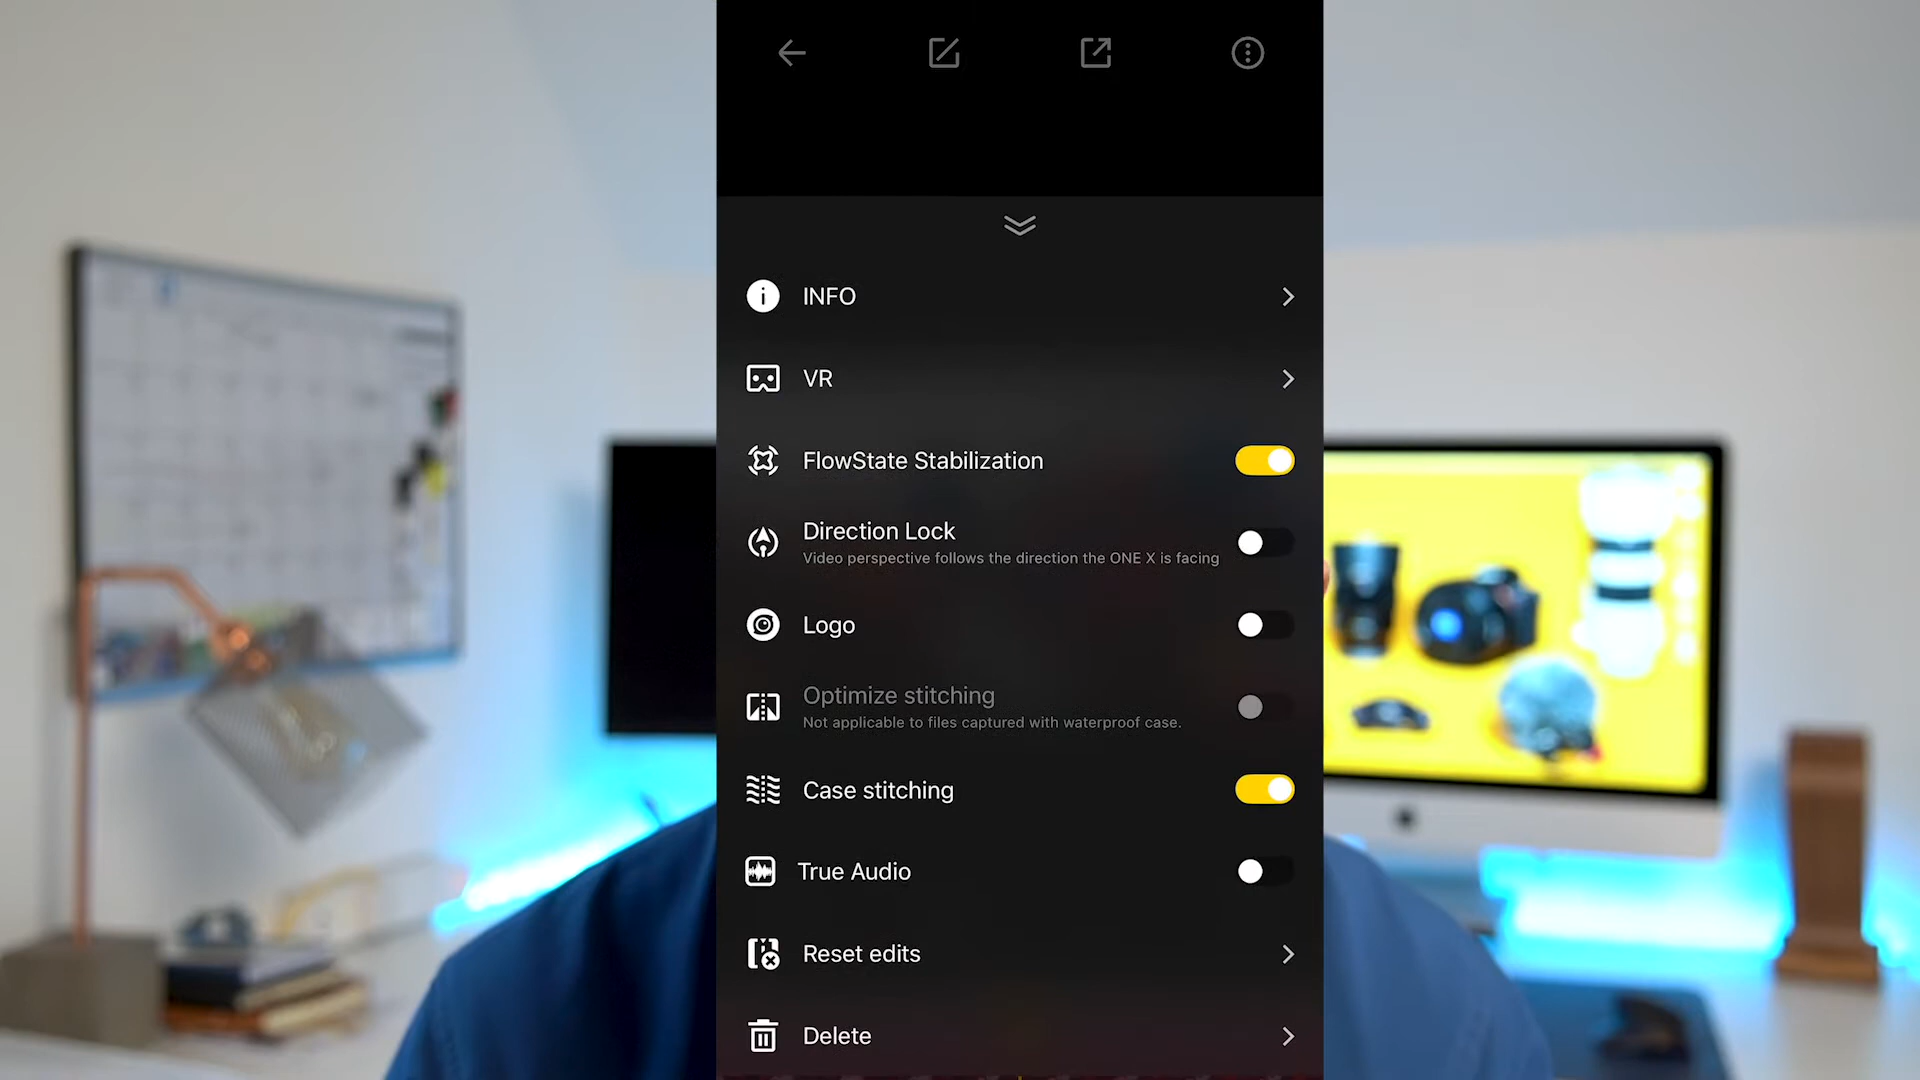 INFO
VR
FlowState Stabilization
Direction Lock
Video perspective follows the direction the ONE X is facing
Logo
Optimize stitching
Not applicable to files captured with waterproof case.
Case stitching
True Audio
Reset edits
Delete